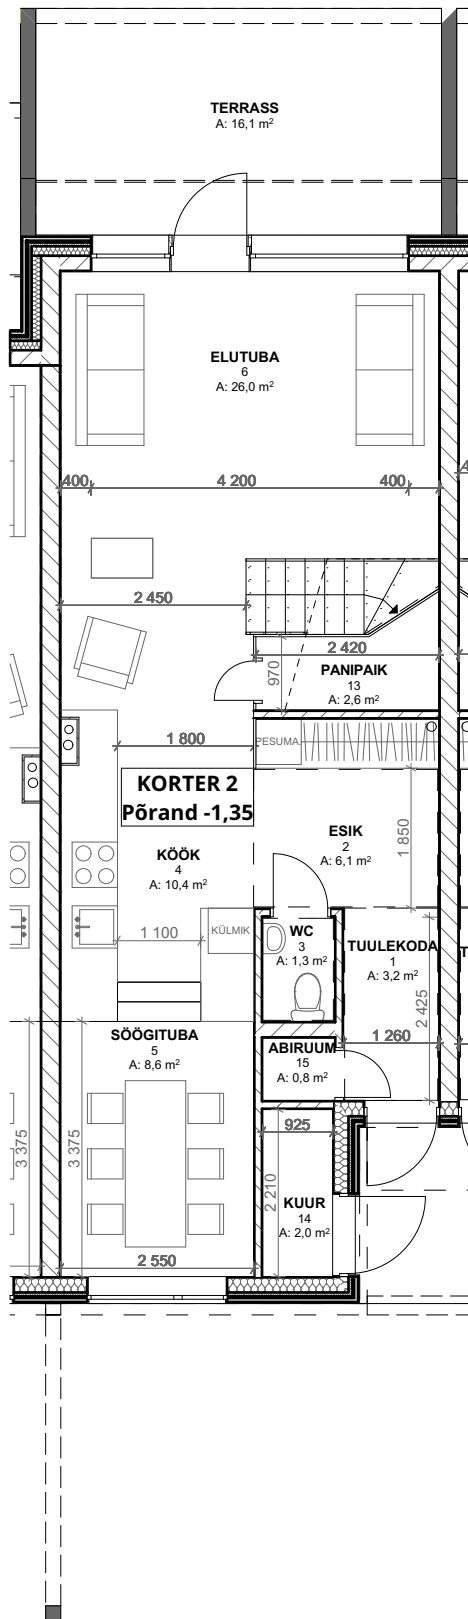 TERRASS
A: 16,1 m²
ELUTUBA
6
A: 26,0 m²
400
4 200
400
2 450
2 420
970
PANIPAIK
13
A: 2,6 m²
1 800
PESUMA.
KORTER 2
Põrand -1,35
ESIK
2
A: 6,1 m²
1 850
KÖÖK
4
A: 10,4 m²
1 100
KÜLMIK
WC
3
A: 1,3 m²
TUULEKODA
1
A: 3,2 m²
T
2 425
SÖÖGITUBA
5
A: 8,6 m²
ABIRUUM
15
A: 0,8 m²
1 260
925
3 375
3 375
2 210
KUUR
14
A: 2,0 m²
2 550